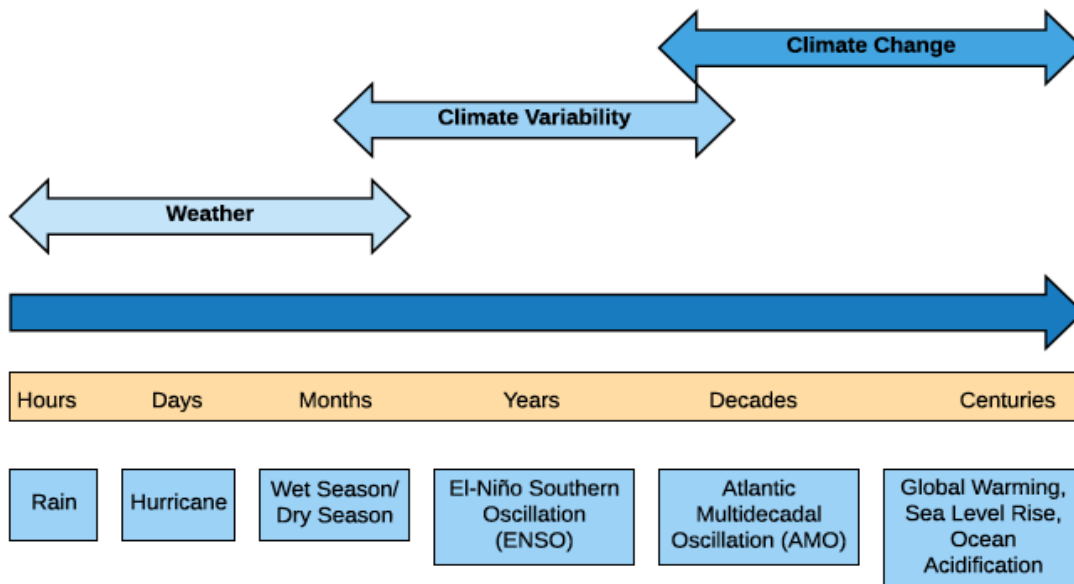 Climate Change
Climate Variability
Weather
Hours Days Months Years Decades Centuries
Rain
Hurricane
Wet Season/
Dry Season
El-Niño Southern
Oscillation
(ENSO)
Atlantic
Multidecadal
Oscillation (AMO)
Global Warming,
Sea Level Rise,
Ocean
Acidification